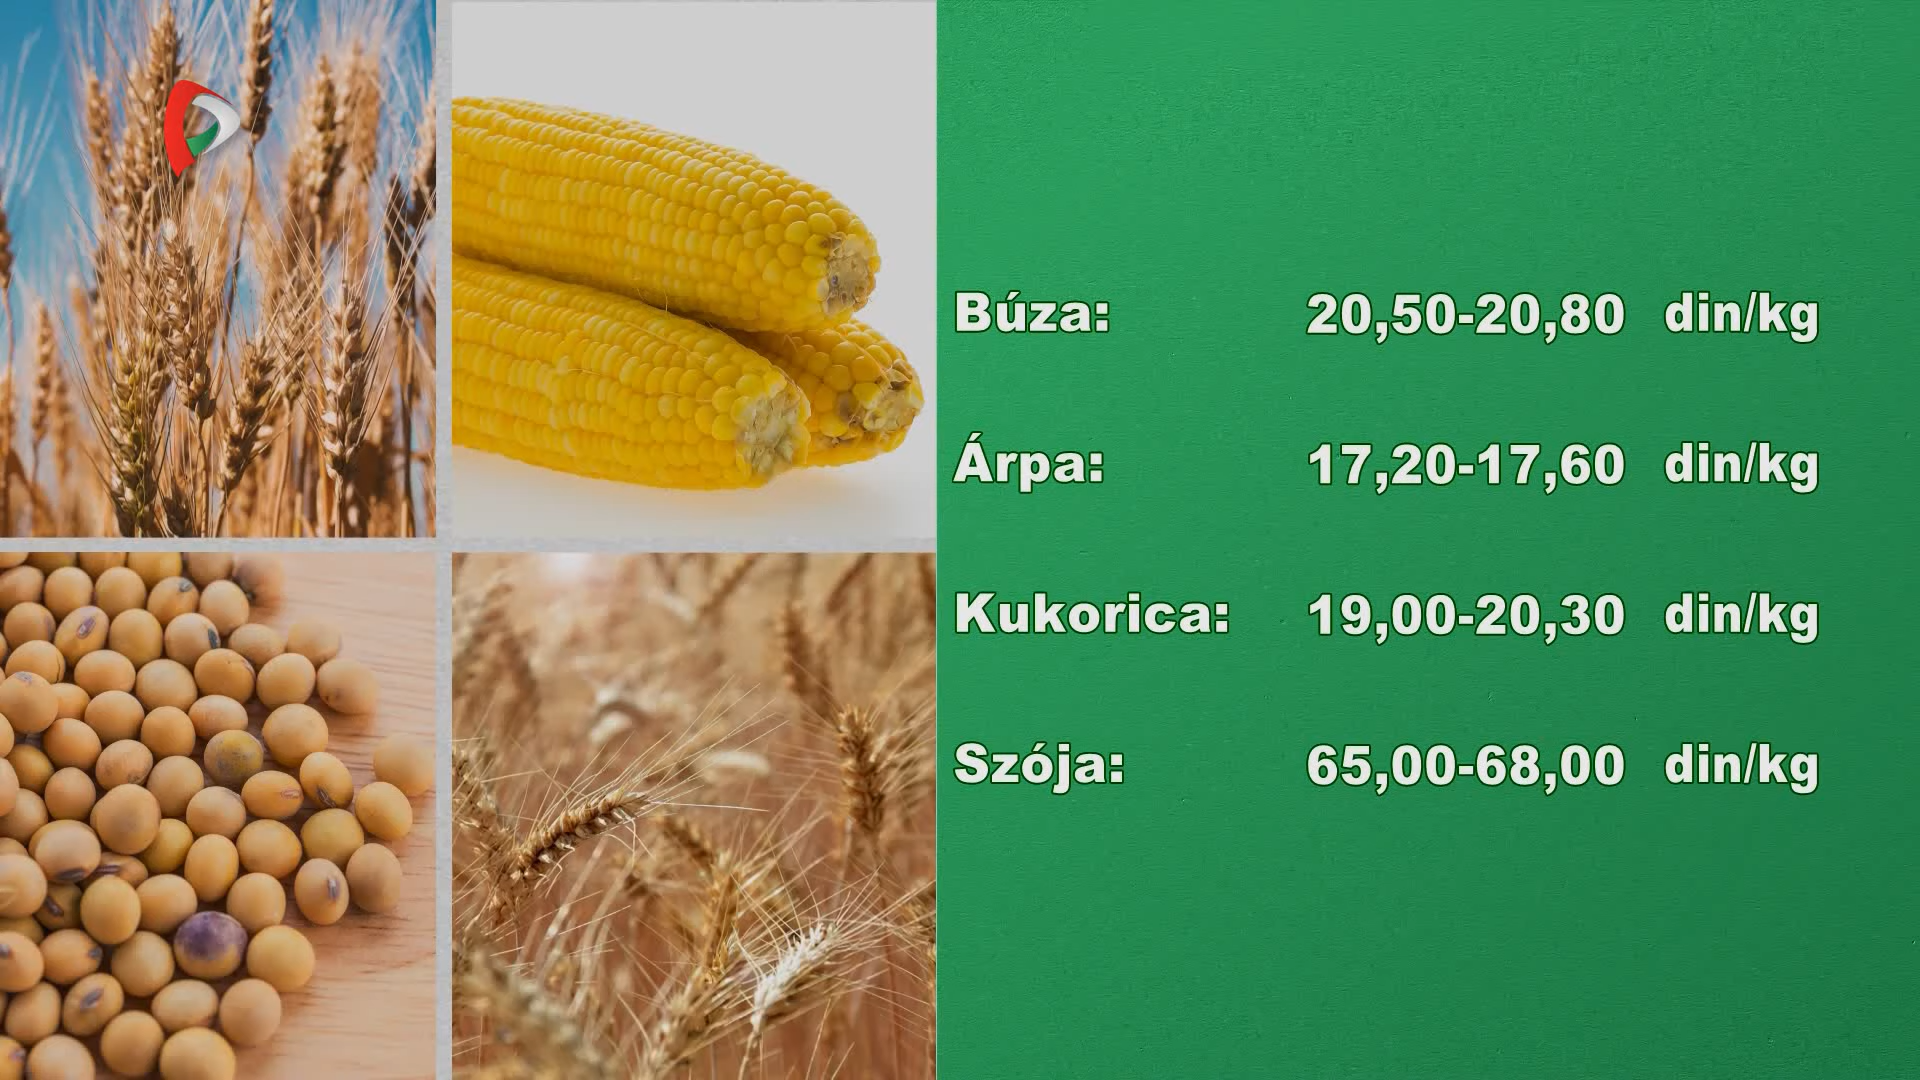 Búza: 20,50-20,80 din/kg
Árpa: 17,20-17,60 din/kg
Kukorica: 19,00-20,30 din/kg
Szója: 65,00-68,00 din/kg